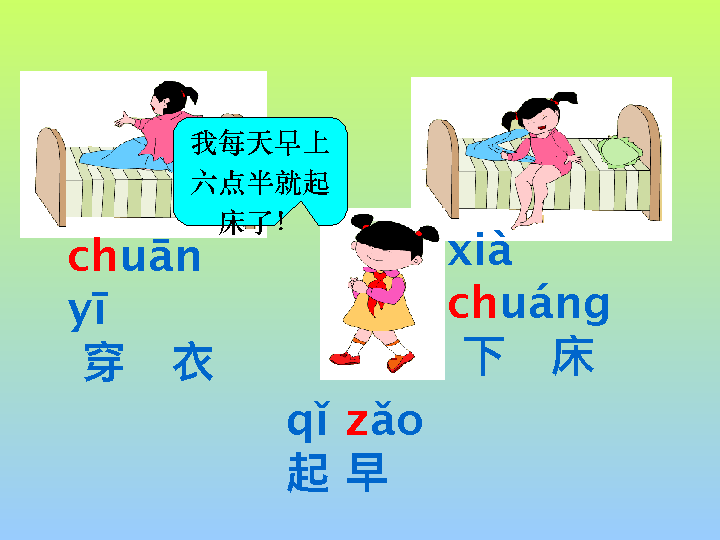 我每天早上
六点半就起
床了！
chuān
yī
穿 衣
xià
chuáng
下 床
qǐ zǎo
起 早